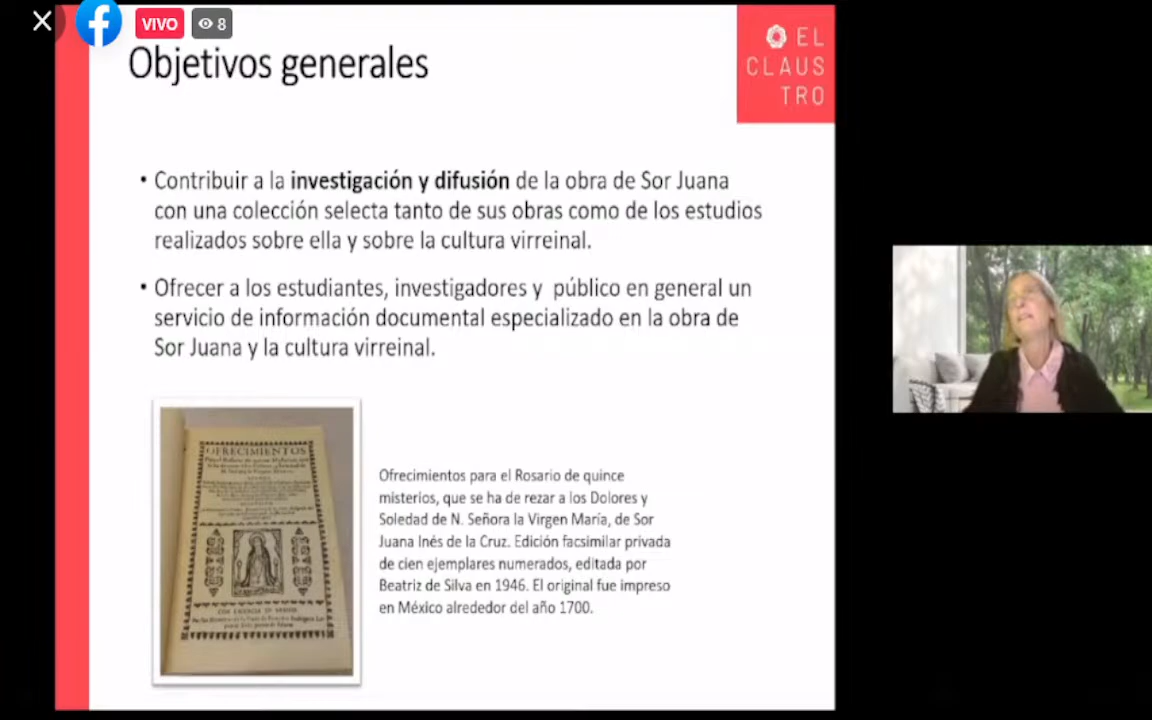 VIVO
8
Objetivos generales
EL
CLAUS
TRO
• Contribuir a la investigación y difusión de la obra de Sor Juana
con una colección selecta tanto de sus obras como de los estudios
realizados sobre ella y sobre la cultura virreinal.
• Ofrecer a los estudiantes, investigadores y público en general un
servicio de información documental especializado en la obra de
Sor Juana y la cultura virreinal.
OFRECIMIENTOS
Ofrecimientos para el Rosario de quince
misterios, que se ha de rezar a los Dolores y
Soledad de N. Señora la Virgen María, de Sor
Juana Inés de la Cruz. Edición facsimilar privada
de cien ejemplares numerados, editada por
Beatriz de Silva en 1946. El original fue impreso
en México alrededor del año 1700.